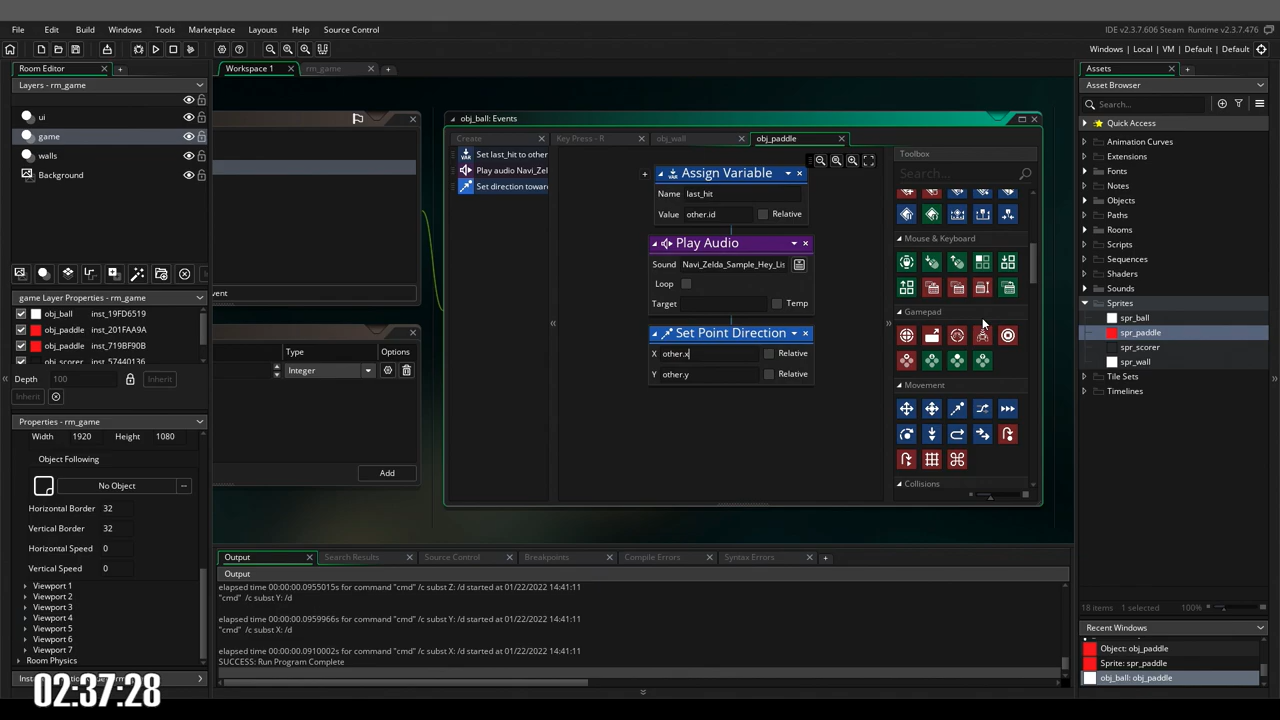 File Edit Build Windows Tools Marketplace Layouts Help Source Control
IDE v2.3.7.606 Steam Runtime v2.3.7.476
Windows | Local | VM | Default | Default
Room Editor
Workspace 1
rm_game
Assets
Layers - rm_game
ui
game
walls
Background
game Layer Properties - rm_game
obj_ball inst_19FD6519
obj_paddle inst_201FAA9A
obj_paddle inst_719BF90B
obj_scorer inst_57440136
Depth 100 Inherit
Inherit
Properties - rm_game
Width 1920 Height 1080
Object Following
No Object
Horizontal Border 32
Vertical Border 32
Horizontal Speed 0
Vertical Speed 0
Viewport 1
Viewport 2
Viewport 3
Viewport 4
Viewport 5
Viewport 6
Viewport 7
Room Physics
02:37:28
Type Options
Integer
Add
obj_ball: Events
Create
Key Press - R
obj_wall
obj_paddle
Set last_hit to other
Play audio Navi_Zel
Set direction towar
Assign Variable
Name last_hit
Value other.id Relative
Play Audio
Sound Navi_Zelda_Sample_Hey_Lis
Loop
Target Temp
Set Point Direction
X other.x Relative
Y other.y Relative
Toolbox
Search...
Mouse & Keyboard
Gamepad
Movement
Collisions
Output Search Results Source Control Breakpoints Compile Errors Syntax Errors
Output
elapsed time 00:00:00.0955015s for command "cmd" /c subst Z: /d started at 01/22/2022 14:41:11
"cmd" /c subst Y: /d
elapsed time 00:00:00.0959966s for command "cmd" /c subst Y: /d started at 01/22/2022 14:41:11
"cmd" /c subst X: /d
elapsed time 00:00:00.0910002s for command "cmd" /c subst X: /d started at 01/22/2022 14:41:11
SUCCESS: Run Program Complete
Asset Browser
Search...
Quick Access
Animation Curves
Extensions
Fonts
Notes
Objects
Paths
Rooms
Scripts
Sequences
Shaders
Sounds
Sprites
spr_ball
spr_paddle
spr_scorer
spr_wall
Tile Sets
Timelines
18 items 1 selected 100%
Recent Windows
Object: obj_paddle
Sprite: spr_paddle
obj_ball: obj_paddle